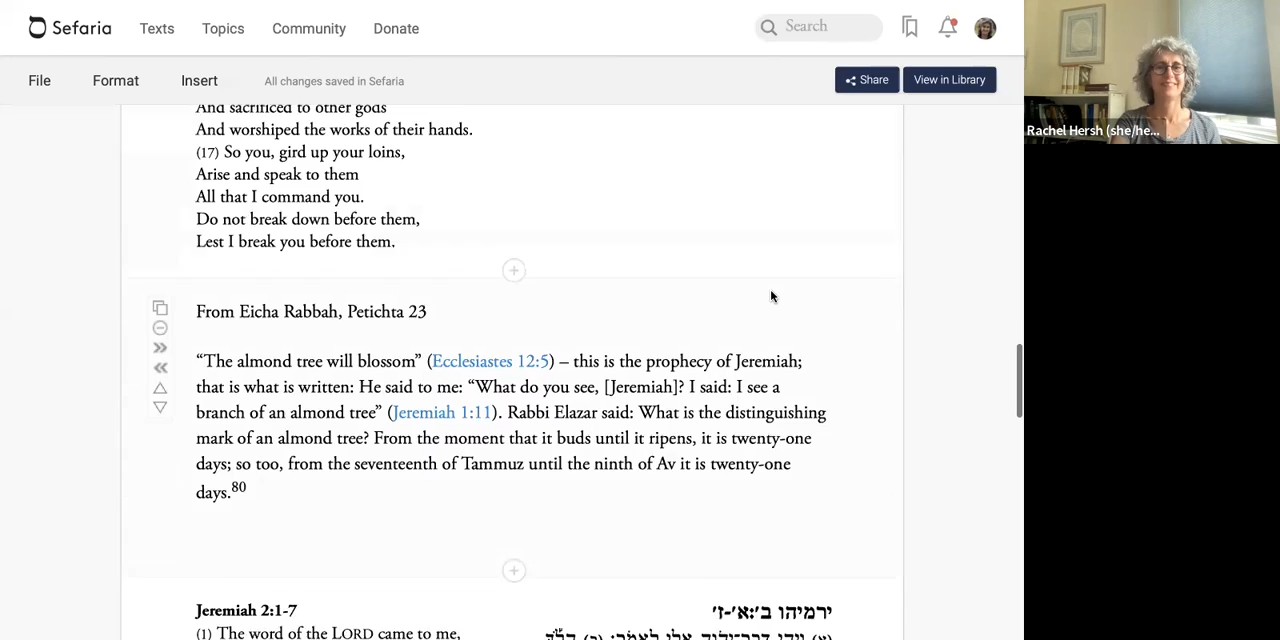 Sefaria
Texts
Topics
Community
Donate
Search
File
Format
Insert
All changes saved in Sefaria
Share
View in Library
Rachel Hersh (she/he...
And sacrificed to other gods
And worshiped the works of their hands.
(17) So you, gird up your loins,
Arise and speak to them
All that I command you.
Do not break down before them,
Lest I break you before them.
From Eicha Rabbah, Petichta 23
“The almond tree will blossom” (Ecclesiastes 12:5) – this is the prophecy of Jeremiah;
that is what is written: He said to me: “What do you see, [Jeremiah]? I said: I see a
branch of an almond tree” (Jeremiah 1:11). Rabbi Elazar said: What is the distinguishing
mark of an almond tree? From the moment that it buds until it ripens, it is twenty-one
days; so too, from the seventeenth of Tammuz until the ninth of Av it is twenty-one
days.80
Jeremiah 2:1-7
ירמיהו ב׳:א׳-ז׳
(1) The word of the LORD came to me,